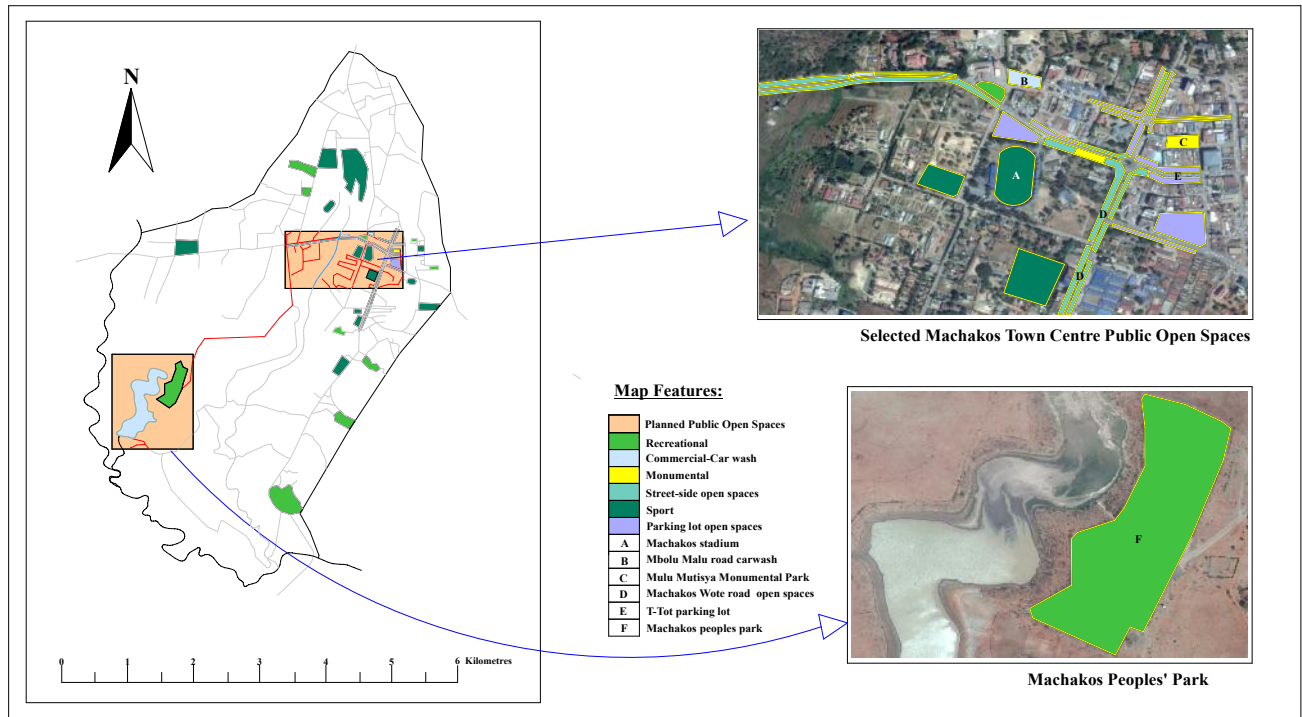 N
B
C
A
E
D
D
Selected Machakos Town Centre Public Open Spaces
Map Features:
Planned Public Open Spaces
Recreational
Commercial-Car wash
Monumental
Street-side open spaces
Sport
Parking lot open spaces
A Machakos stadium
B Mbolu Malu road carwash
C Mulu Mutisya Monumental Park
D Machakos Wote road open spaces
E T-Tot parking lot
F Machakos peoples park
F
Machakos Peoples' Park
0 1 2 3 4 5 6 Kilometres